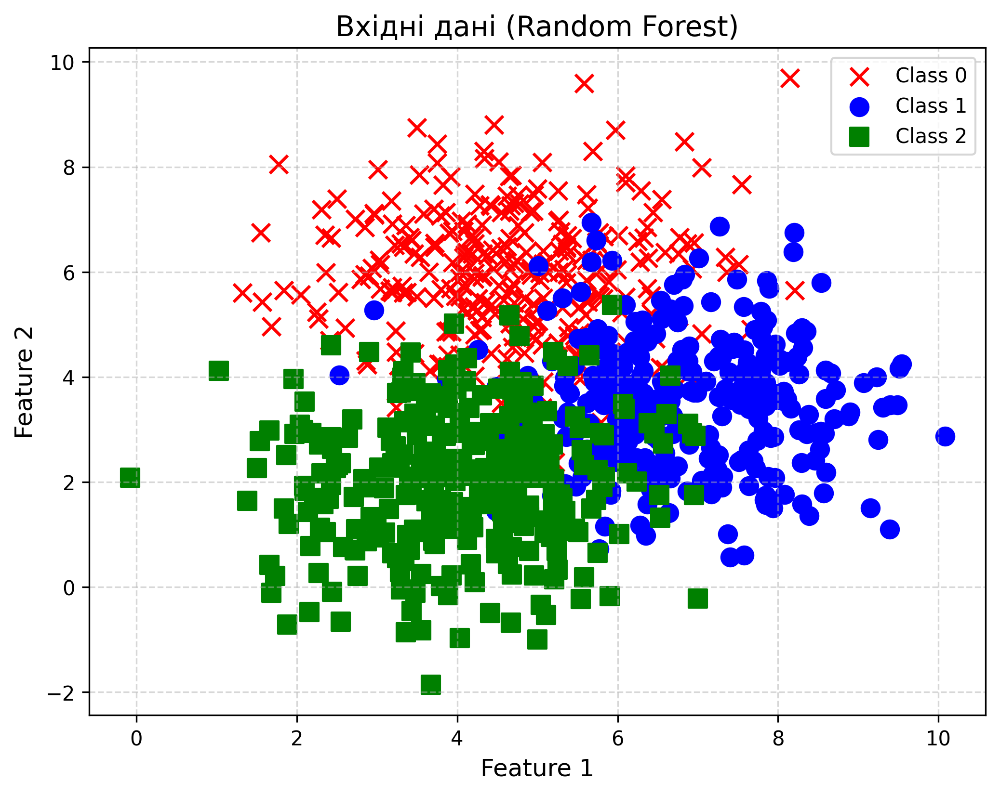 Вхідні дані (Random Forest)
Class 0
Class 1
Class 2
Feature 2
10
8
6
4
2
0
−2
0 2 4 6 8 10
Feature 1